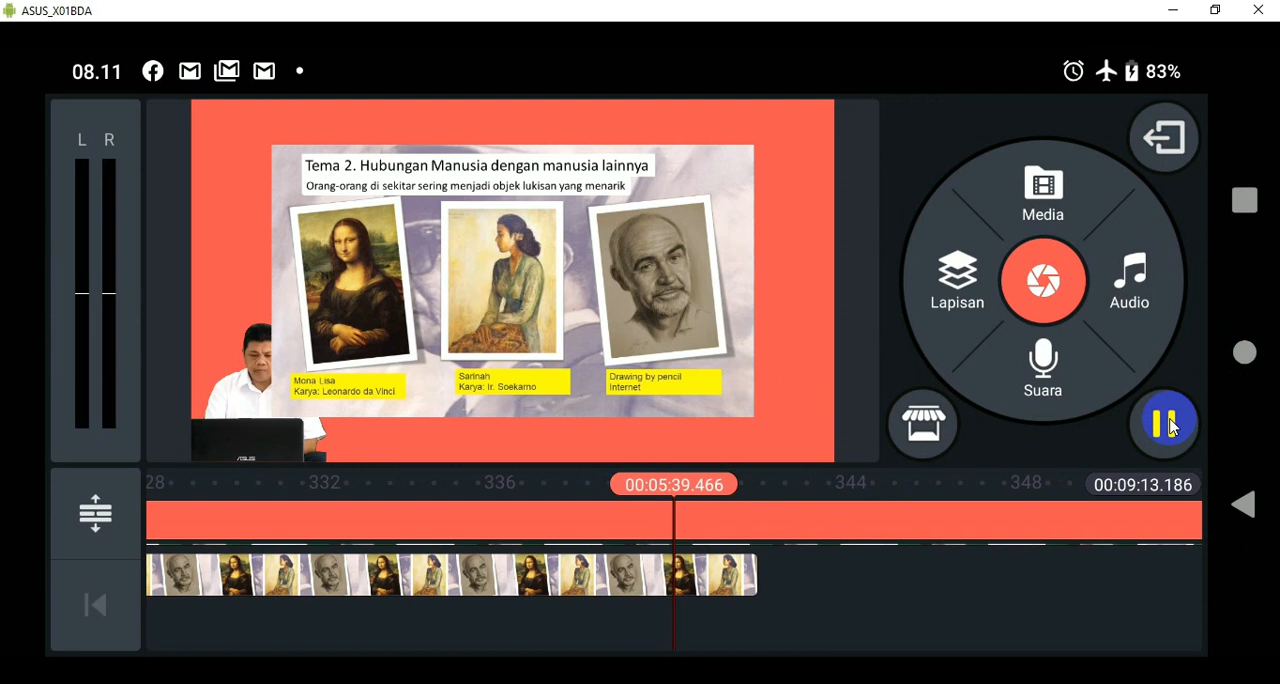 ASUS_X01BDA
08.11
83%
L R
Tema 2. Hubungan Manusia dengan manusia lainnya
Orang-orang di sekitar sering menjadi objek lukisan yang menarik
Mona Lisa
Karya: Leonardo da Vinci
Sarinah
Karya: Ir. Soekarno
Drawing by pencil
Internet
ASUS
Media
Lapisan
Audio
Suara
28 332 336 00:05:39.466 344 348 00:09:13.186